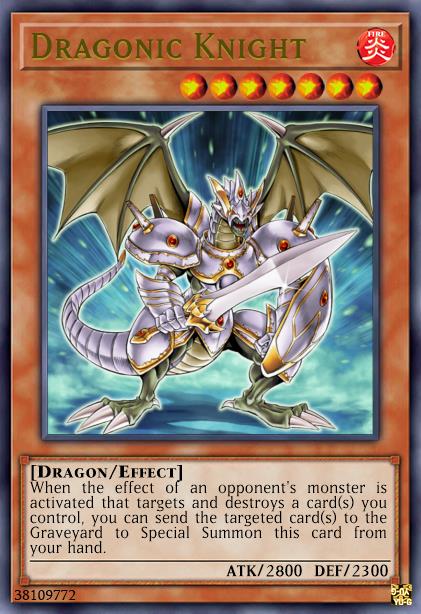 DRAGONIC KNIGHT
FIRE
炎
[DRAGON/EFFECT]
When the effect of an opponent's monster is
activated that targets and destroys a card(s) you
control, you can send the targeted card(s) to the
Graveyard to Special Summon this card from
your hand.
ATK/2800 DEF/2300
38109772